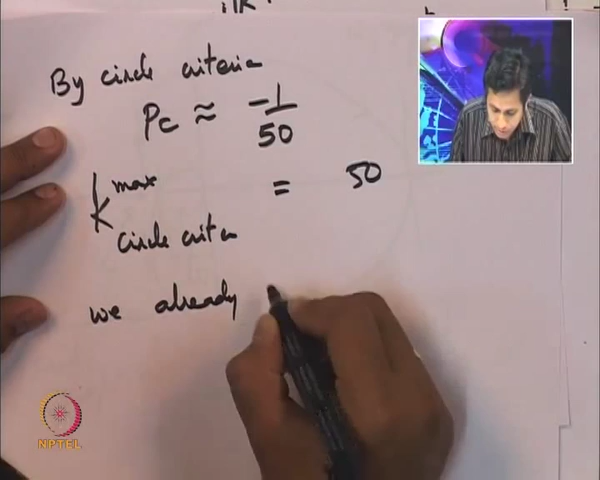 By circle criteria
Pc ≈ -1/50
K max circle criteria = 50
we already
NPTEL